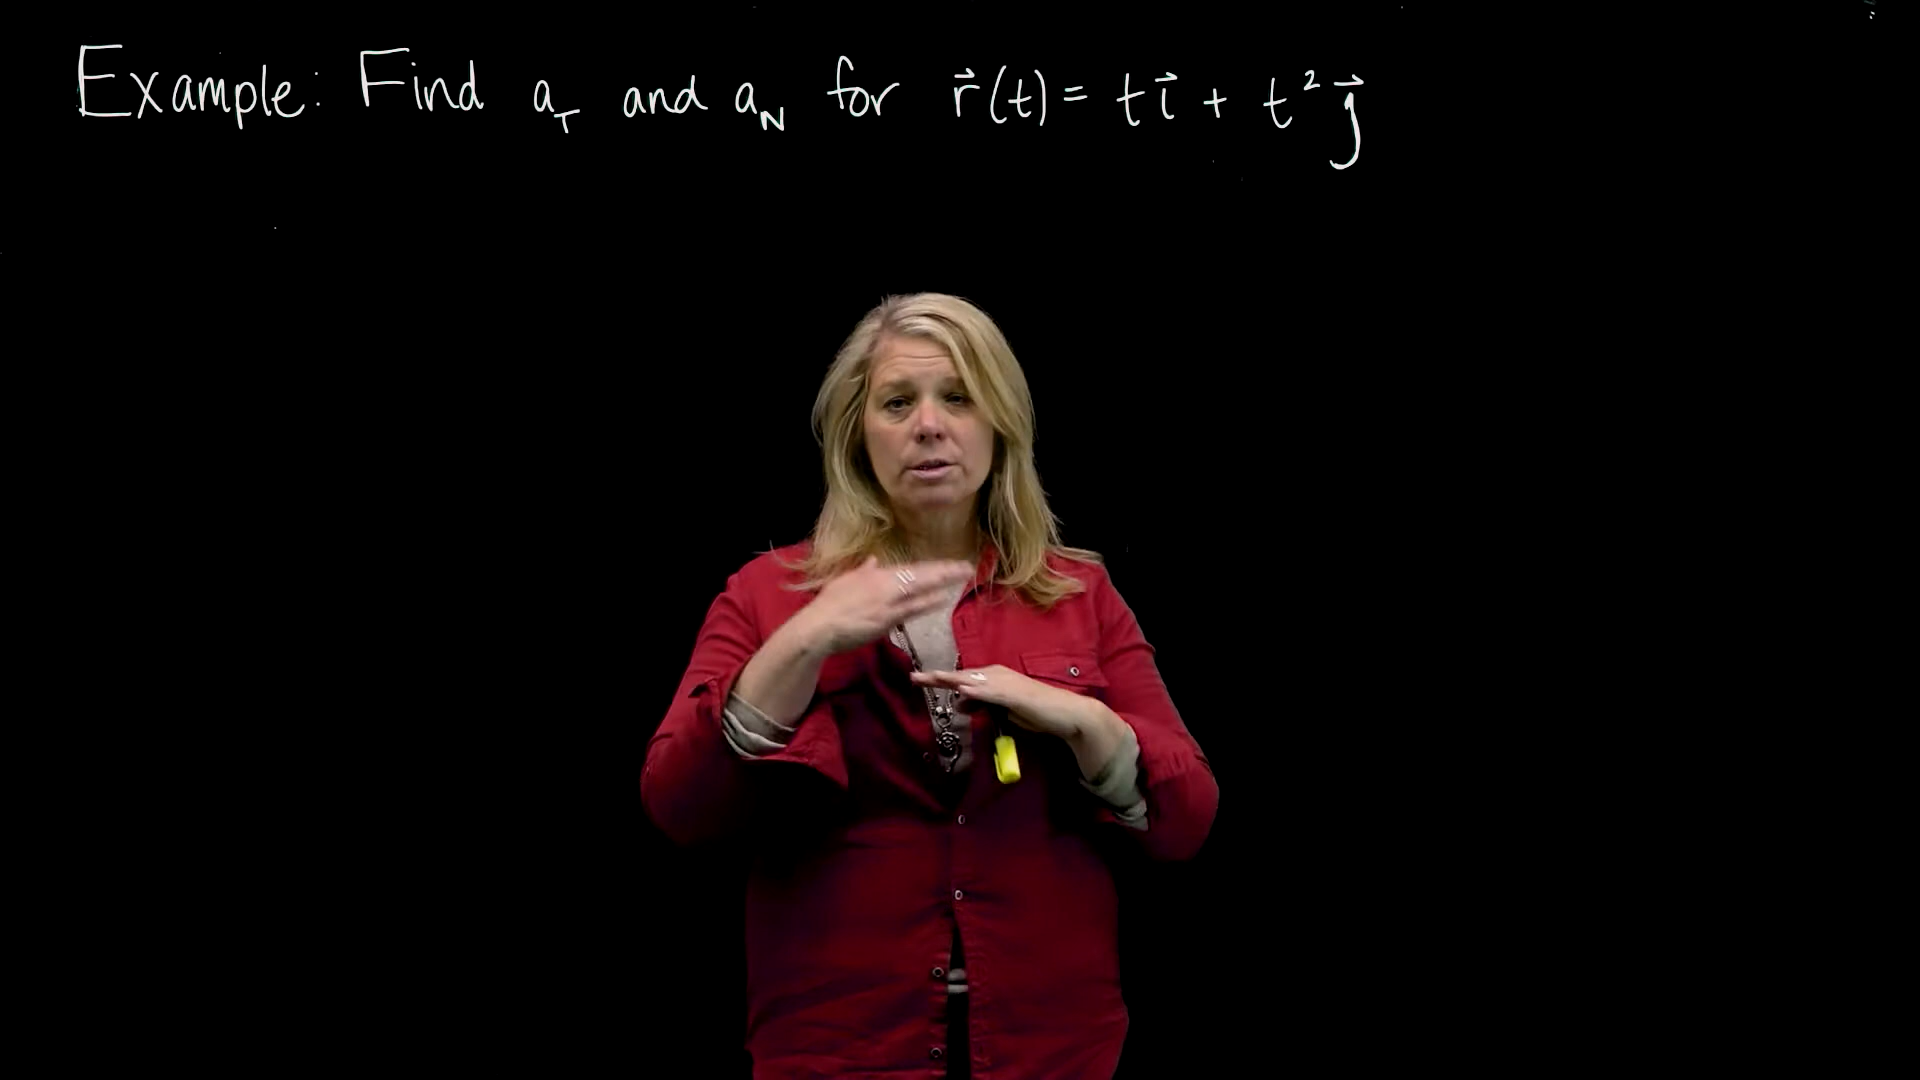 Example: Find a_T and a_N for r⃗(t) = t i⃗ + t² j⃗